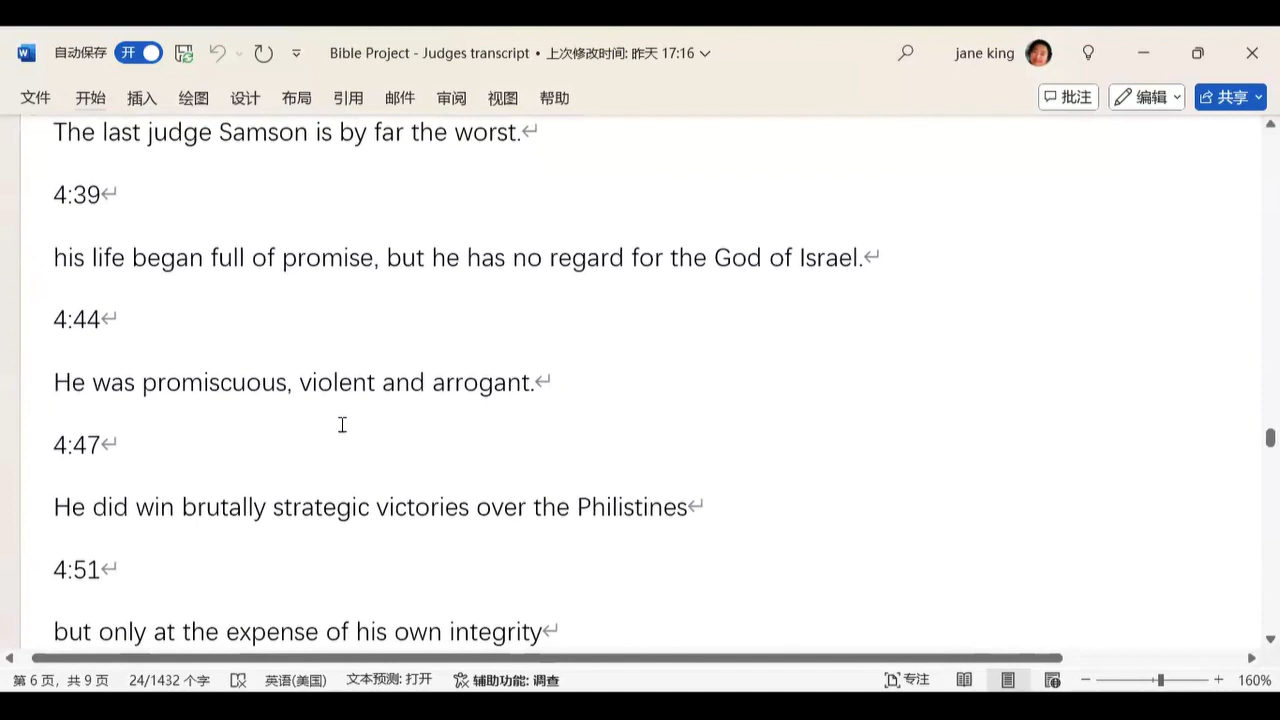 自动保存 开 Bible Project - Judges transcript • 上次修改时间: 昨天 17:16 jane king
文件 开始 插入 绘图 设计 布局 引用 邮件 审阅 视图 帮助 批注 编辑 共享
The last judge Samson is by far the worst.↵
4:39↵
his life began full of promise, but he has no regard for the God of Israel.↵
4:44↵
He was promiscuous, violent and arrogant.↵
4:47↵
He did win brutally strategic victories over the Philistines↵
4:51↵
but only at the expense of his own integrity↵
第 6 页，共 9 页 24/1432 个字 英语(美国) 文本预测: 打开 辅助功能: 调查 专注 160%